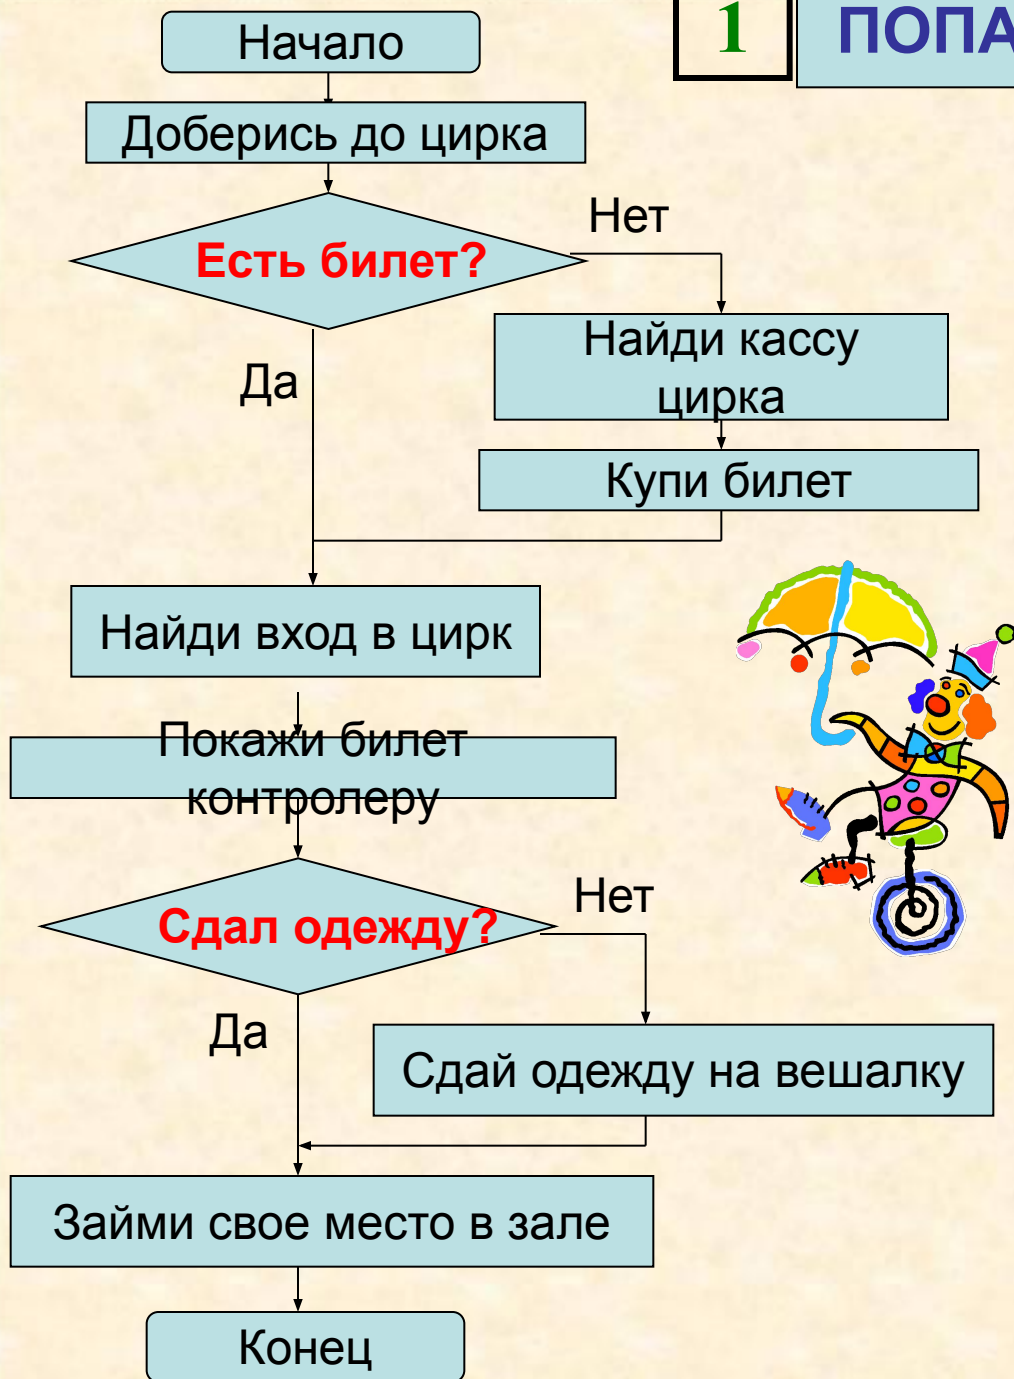 Начало
1
ПОПА
Доберись до цирка
Есть билет?
Нет
Да
Найди кассу
цирка
Купи билет
Найди вход в цирк
Покажи билет
контролеру
Сдал одежду?
Нет
Да
Сдай одежду на вешалку
Займи свое место в зале
Конец